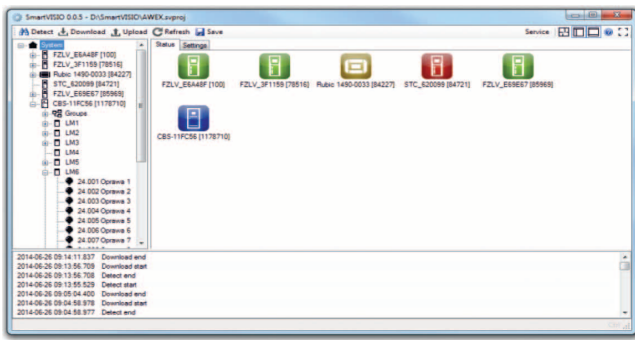 SmartVISIO 0.0.5 - D:\SmartVISIO\AWEX.svproj
Detect Download Upload Refresh Save Service
System
FZLV_E6A48F [100]
FZLV_3F1159 [78516]
Rubic 1490-0033 [84227]
STC_620099 [84721]
FZLV_E69E67 [85969]
CBS-11FC56 [1178710]
Groups
LM1
LM2
LM3
LM4
LM5
LM6
24.001 Oprawa 1
24.002 Oprawa 2
24.003 Oprawa 3
24.004 Oprawa 4
24.005 Oprawa 5
24.006 Oprawa 6
24.007 Oprawa 7
Status Settings
FZLV_E6A48F [100] FZLV_3F1159 [78516] Rubic 1490-0033 [84227] STC_620099 [84721] FZLV_E69E67 [85969]
CBS-11FC56 [1178710]
2014-06-26 09:14:11.837 Download end
2014-06-26 09:13:56.709 Download start
2014-06-26 09:13:56.708 Detect end
2014-06-26 09:13:55.529 Detect start
2014-06-26 09:05:04.400 Download end
2014-06-26 09:04:58.978 Download start
2014-06-26 09:04:58.977 Detect end